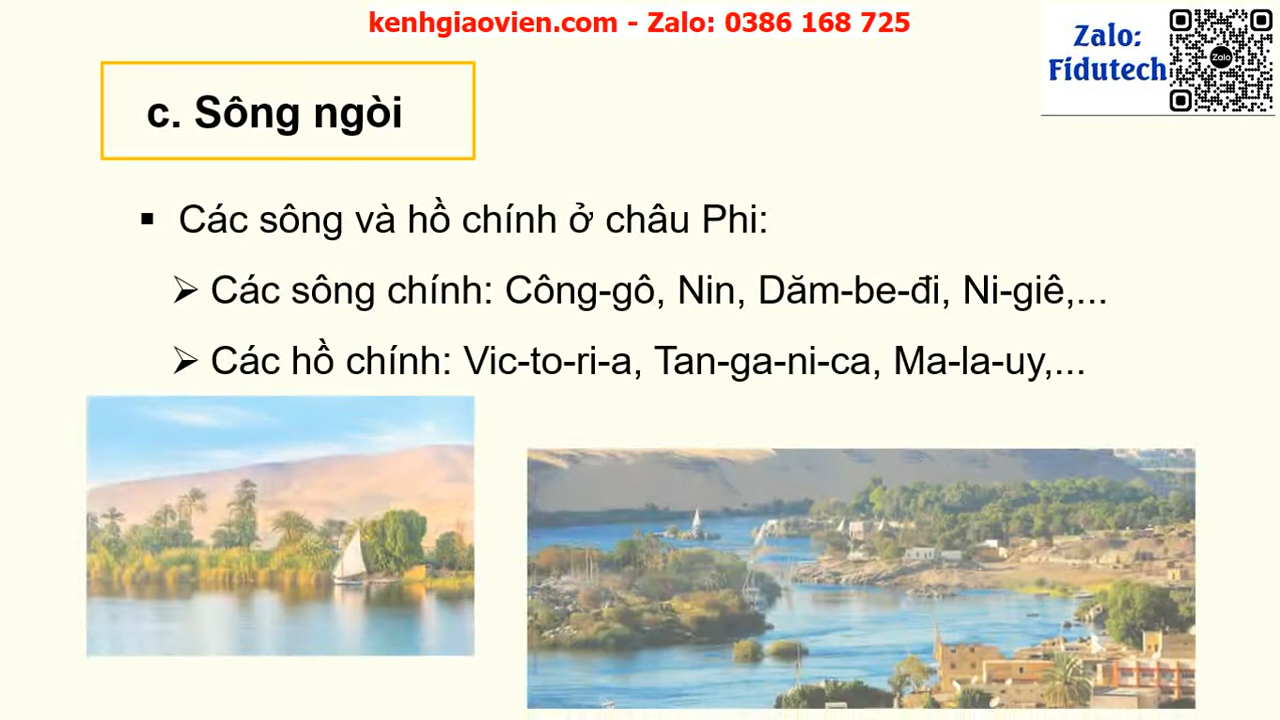 kenhgiaovien.com - Zalo: 0386 168 725
Zalo:
Fidutech
Zalo
c. Sông ngòi
▪ Các sông và hồ chính ở châu Phi:
➢ Các sông chính: Công-gô, Nin, Dăm-be-đi, Ni-giê,...
➢ Các hồ chính: Vic-to-ri-a, Tan-ga-ni-ca, Ma-la-uy,...